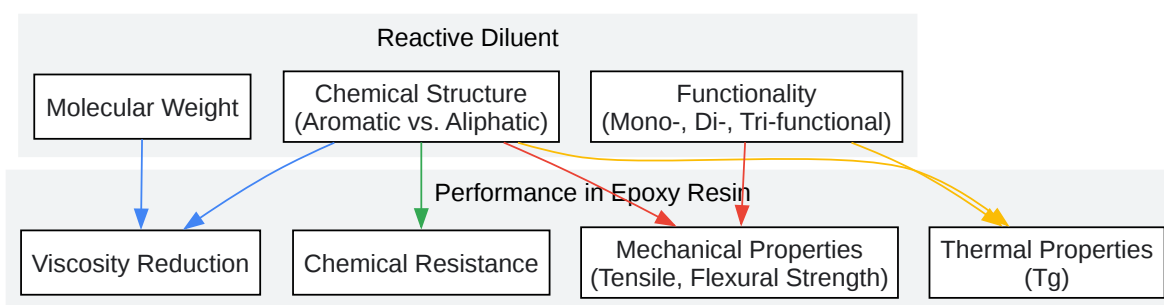 Reactive Diluent
Molecular Weight
Chemical Structure
(Aromatic vs. Aliphatic)
Functionality
(Mono-, Di-, Tri-functional)
Performance in Epoxy Resin
Viscosity Reduction
Chemical Resistance
Mechanical Properties
(Tensile, Flexural Strength)
Thermal Properties
(Tg)